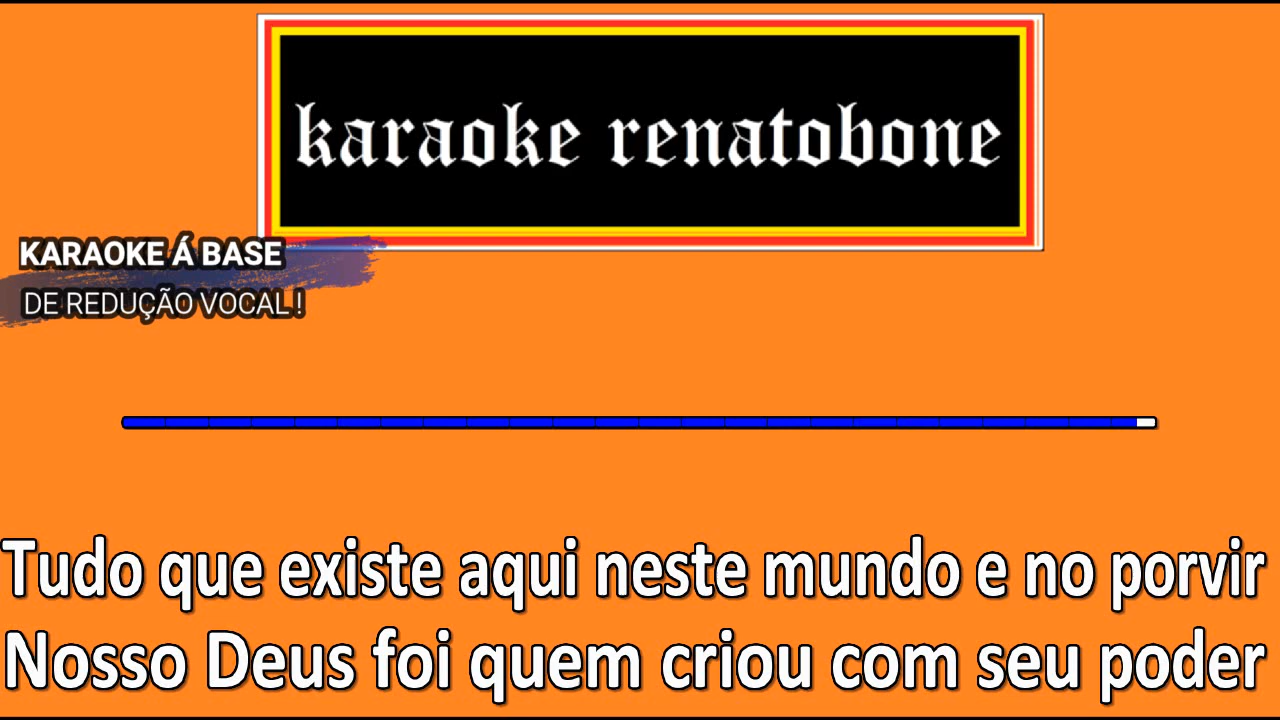 karaoke renatobone
KARAOKE Á BASE
DE REDUÇÃO VOCAL !
Tudo que existe aqui neste mundo e no porvir
Nosso Deus foi quem criou com seu poder